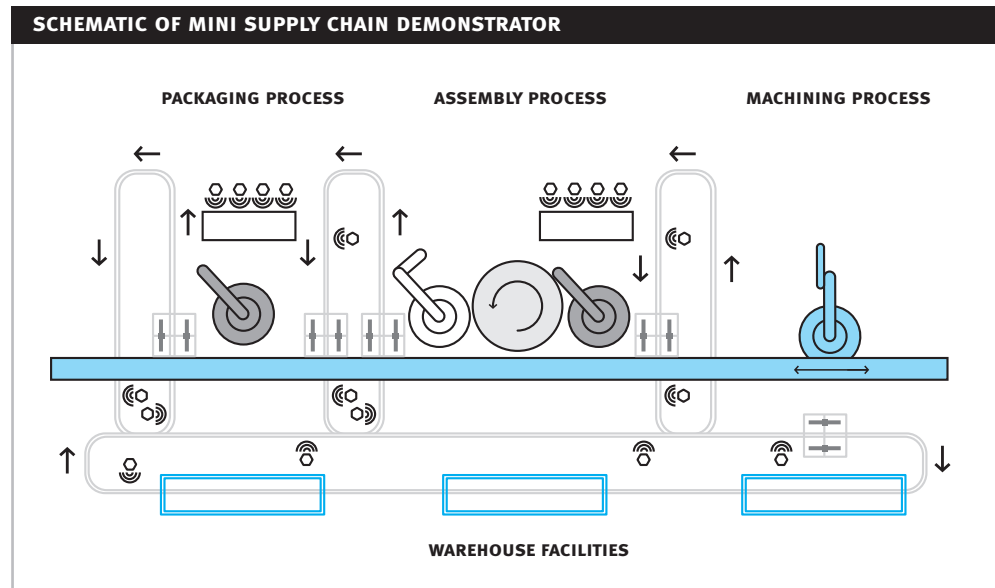 SCHEMATIC OF MINI SUPPLY CHAIN DEMONSTRATOR
PACKAGING PROCESS
ASSEMBLY PROCESS
MACHINING PROCESS
WAREHOUSE FACILITIES